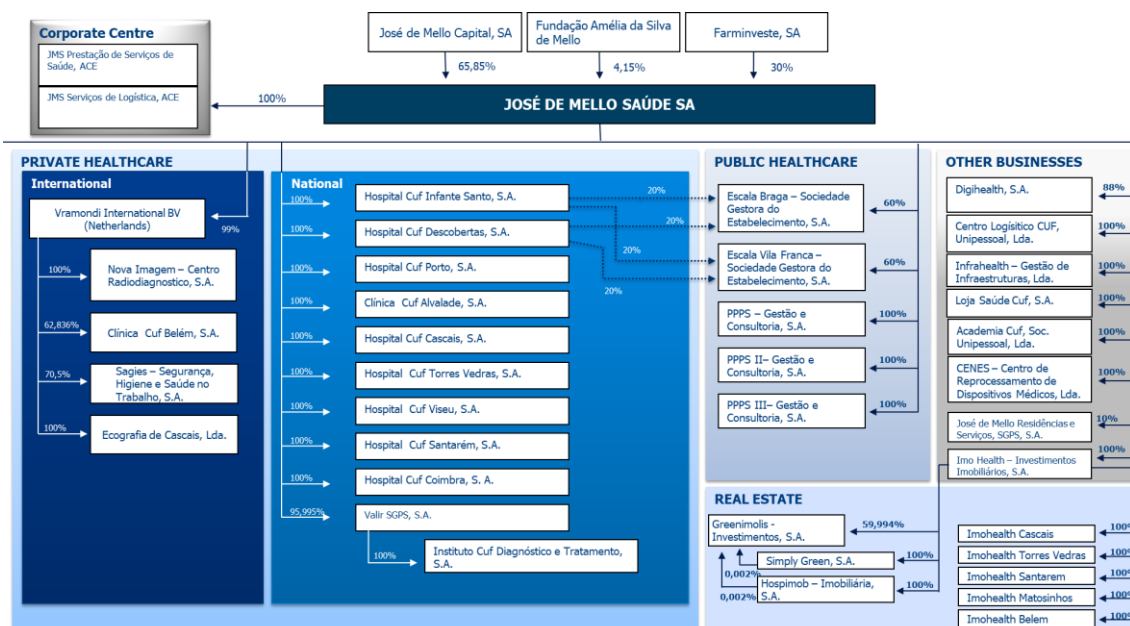 Corporate Centre
JMS Prestação de Serviços de
Saúde, ACE
JMS Serviços de Logística, ACE
100%
José de Mello Capital, SA
Fundação Amélia da Silva
de Mello
Farminveste, SA
65,85%
4,15%
30%
JOSÉ DE MELLO SAÚDE SA
PRIVATE HEALTHCARE
International
Vramondi International BV
(Netherlands)
99%
100%
Nova Imagem – Centro
Radiodiagnostico, S.A.
62,836%
Clínica Cuf Belém, S.A.
70,5%
Sagies – Segurança,
Higiene e Saúde no
Trabalho, S.A.
100%
Ecografia de Cascais, Lda.
National
100%
Hospital Cuf Infante Santo, S.A.
100%
Hospital Cuf Descobertas, S.A.
100%
Hospital Cuf Porto, S.A.
100%
Clínica Cuf Alvalade, S.A.
100%
Hospital Cuf Cascais, S.A.
100%
Hospital Cuf Torres Vedras, S.A.
100%
Hospital Cuf Viseu, S.A.
100%
Hospital Cuf Santarém, S.A.
100%
Hospital Cuf Coimbra, S. A.
95,995%
Valir SGPS, S.A.
100%
Instituto Cuf Diagnóstico e Tratamento,
S.A.
20%
20%
20%
20%
PUBLIC HEALTHCARE
Escala Braga – Sociedade
Gestora do
Estabelecimento, S.A.
60%
Escala Vila Franca –
Sociedade Gestora do
Estabelecimento, S.A.
60%
PPPS – Gestão e
Consultoria, S.A.
100%
PPPS II– Gestão e
Consultoria, S.A.
100%
PPPS III– Gestão e
Consultoria, S.A.
100%
OTHER BUSINESSES
Digihealth, S.A.
88%
Centro Logísitico CUF,
Unipessoal, Lda.
100%
Infrahealth – Gestão de
Infraestruturas, Lda.
100%
Loja Saúde Cuf, S.A.
100%
Academia Cuf, Soc.
Unipessoal, Lda.
100%
CENES – Centro de
Reprocessamento de
Dispositivos Médicos, Lda.
100%
José de Mello Residências e
Serviços, SGPS, S.A.
10%
Imo Health – Investimentos
Imobiliários, S.A.
100%
REAL ESTATE
Greenimolis -
Investimentos, S.A.
59,994%
Simply Green, S.A.
100%
0,002%
Hospimob – Imobiliária,
S.A.
100%
0,002%
Imohealth Cascais
100%
Imohealth Torres Vedras
100%
Imohealth Santarem
100%
Imohealth Matosinhos
100%
Imohealth Belem
100%